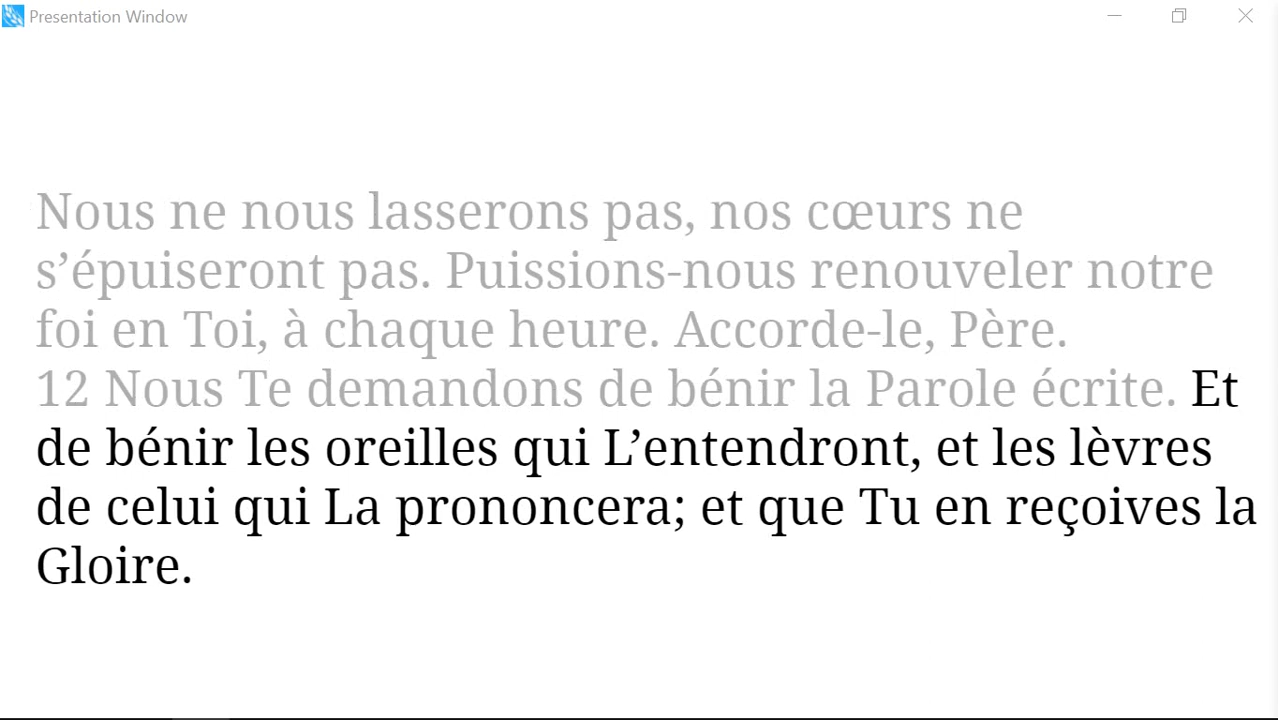 Presentation Window
Nous ne nous lasserons pas, nos cœurs ne
s’épuiseront pas. Puissions-nous renouveler notre
foi en Toi, à chaque heure. Accorde-le, Père.
12 Nous Te demandons de bénir la Parole écrite. Et
de bénir les oreilles qui L’entendront, et les lèvres
de celui qui La prononcera; et que Tu en reçoives la
Gloire.